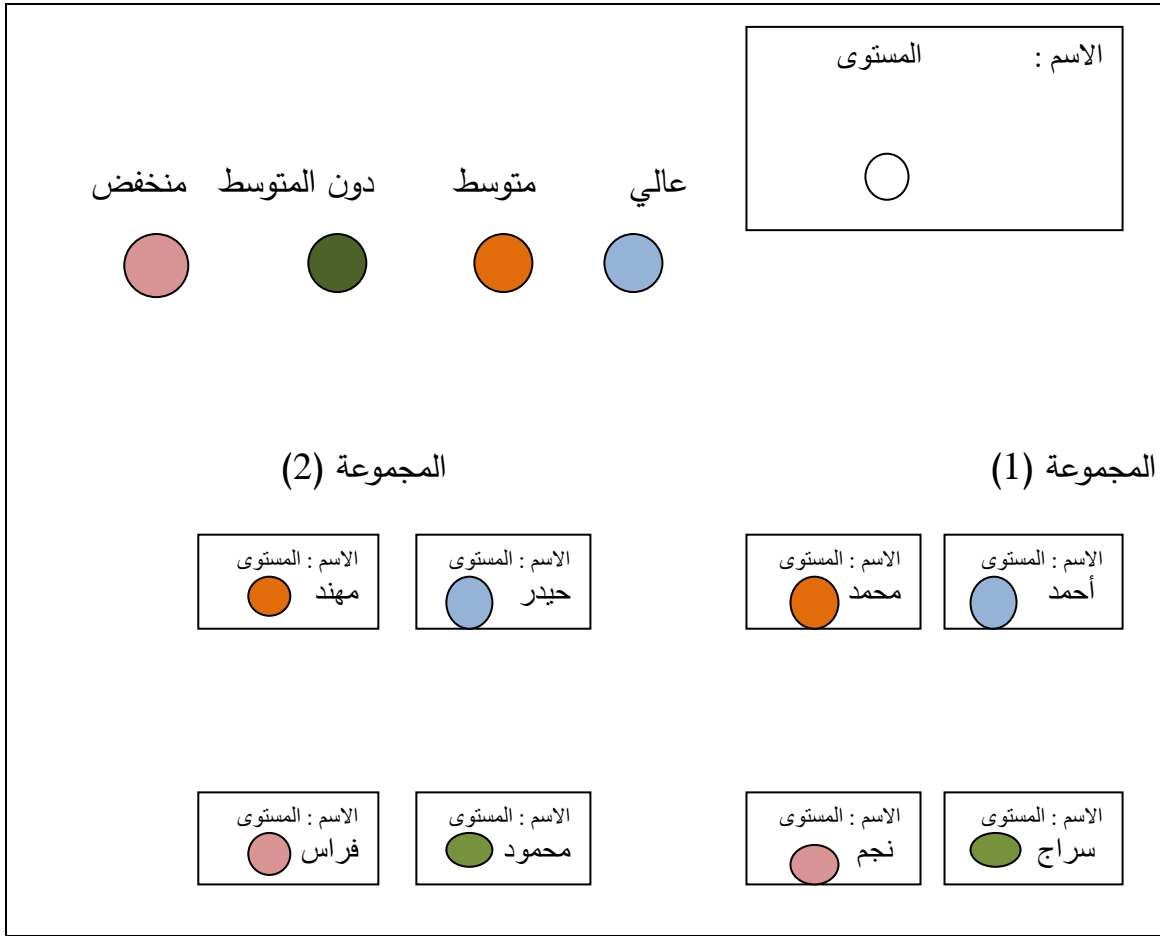 الاسم : المستوى
عالي متوسط دون المتوسط منخفض
المجموعة (1) المجموعة (2)
الاسم : المستوى
أحمد
الاسم : المستوى
محمد
الاسم : المستوى
حيدر
الاسم : المستوى
مهند
الاسم : المستوى
سراج
الاسم : المستوى
نجم
الاسم : المستوى
محمود
الاسم : المستوى
فراس